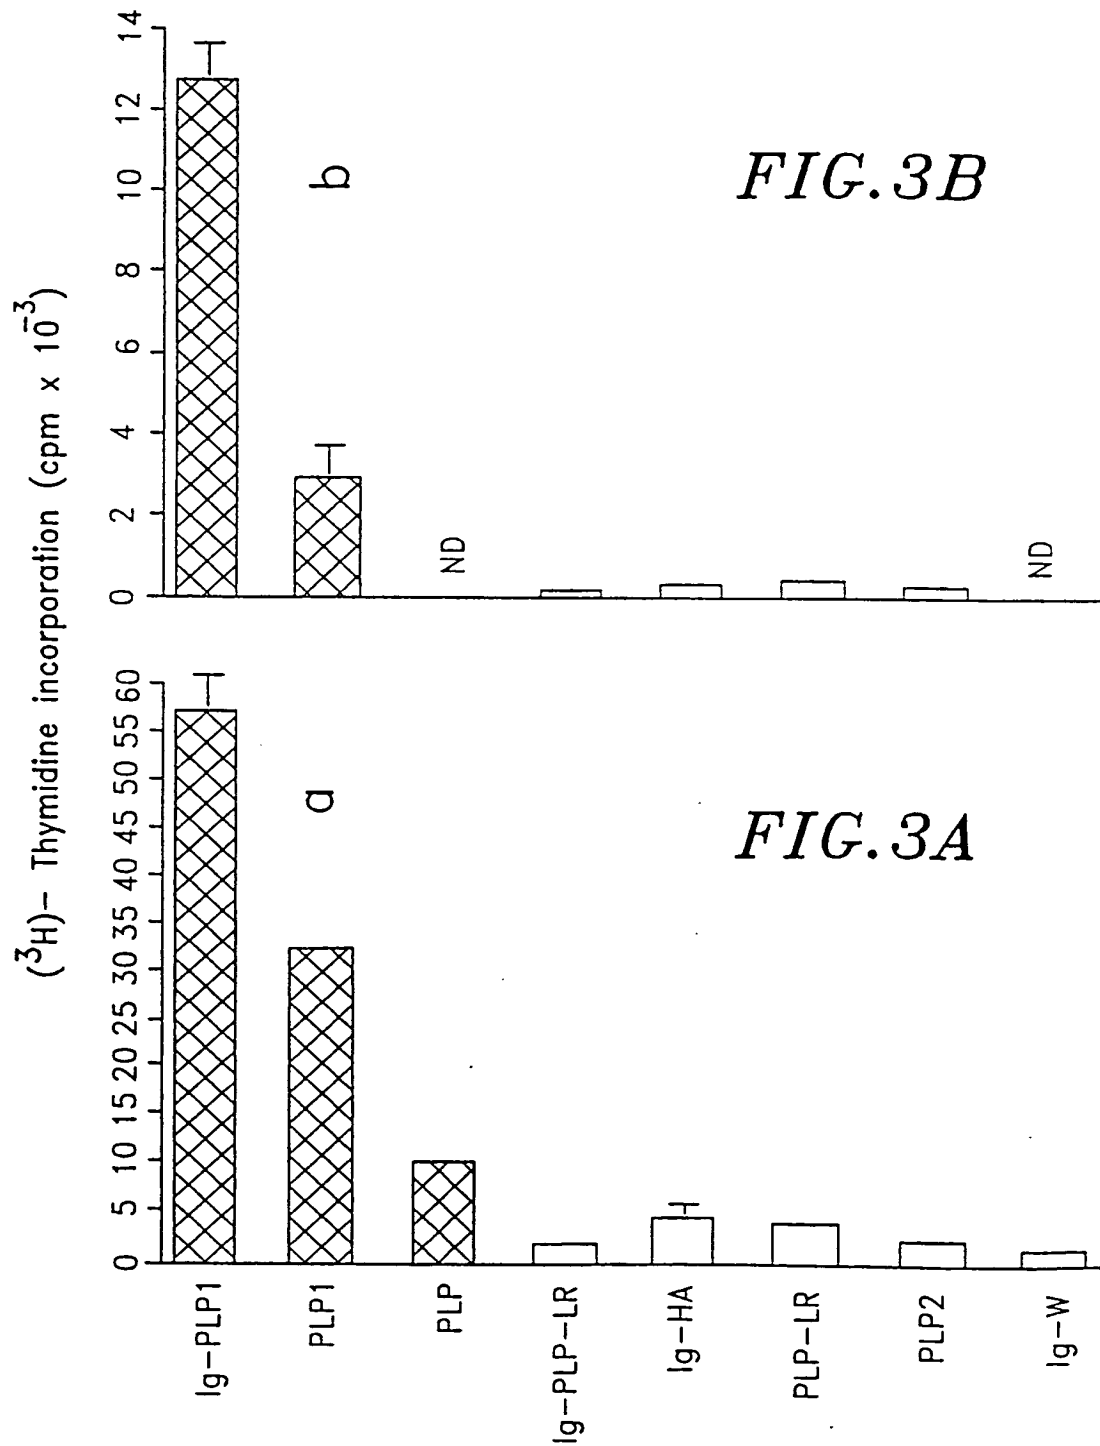 (³H)- Thymidine incorporation (cpm x 10⁻³)
0 2 4 6 8 10 12 14
b
ND
ND
FIG.3B
0 5 10 15 20 25 30 35 40 45 50 55 60
a
FIG.3A
Ig-PLP1
PLP1
PLP
Ig-PLP-LR
Ig-HA
PLP-LR
PLP2
Ig-W